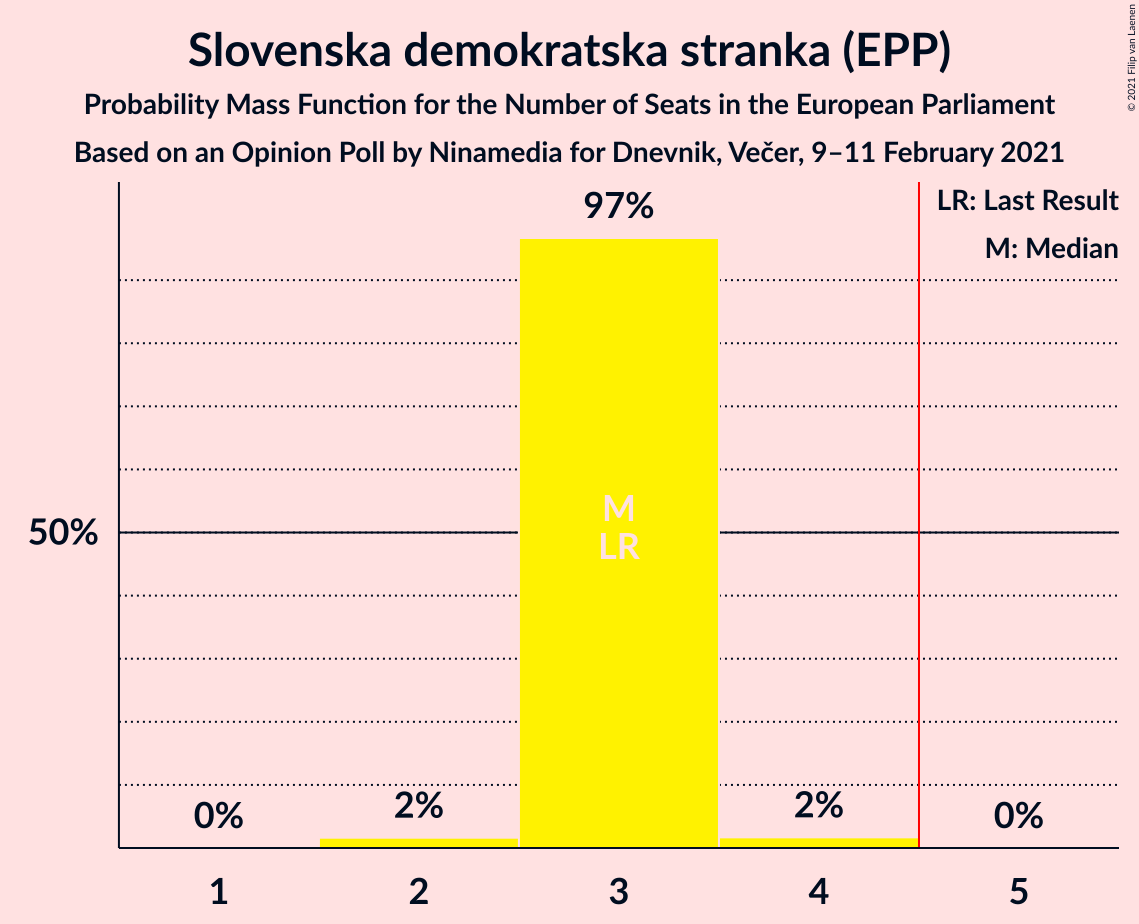 Slovenska demokratska stranka (EPP)
Probability Mass Function for the Number of Seats in the European Parliament
Based on an Opinion Poll by Ninamedia for Dnevnik, Večer, 9–11 February 2021
© 2021 Filip van Laenen
LR: Last Result
M: Median
97%
M
LR
50%
0%
2%
2%
0%
1
2
3
4
5